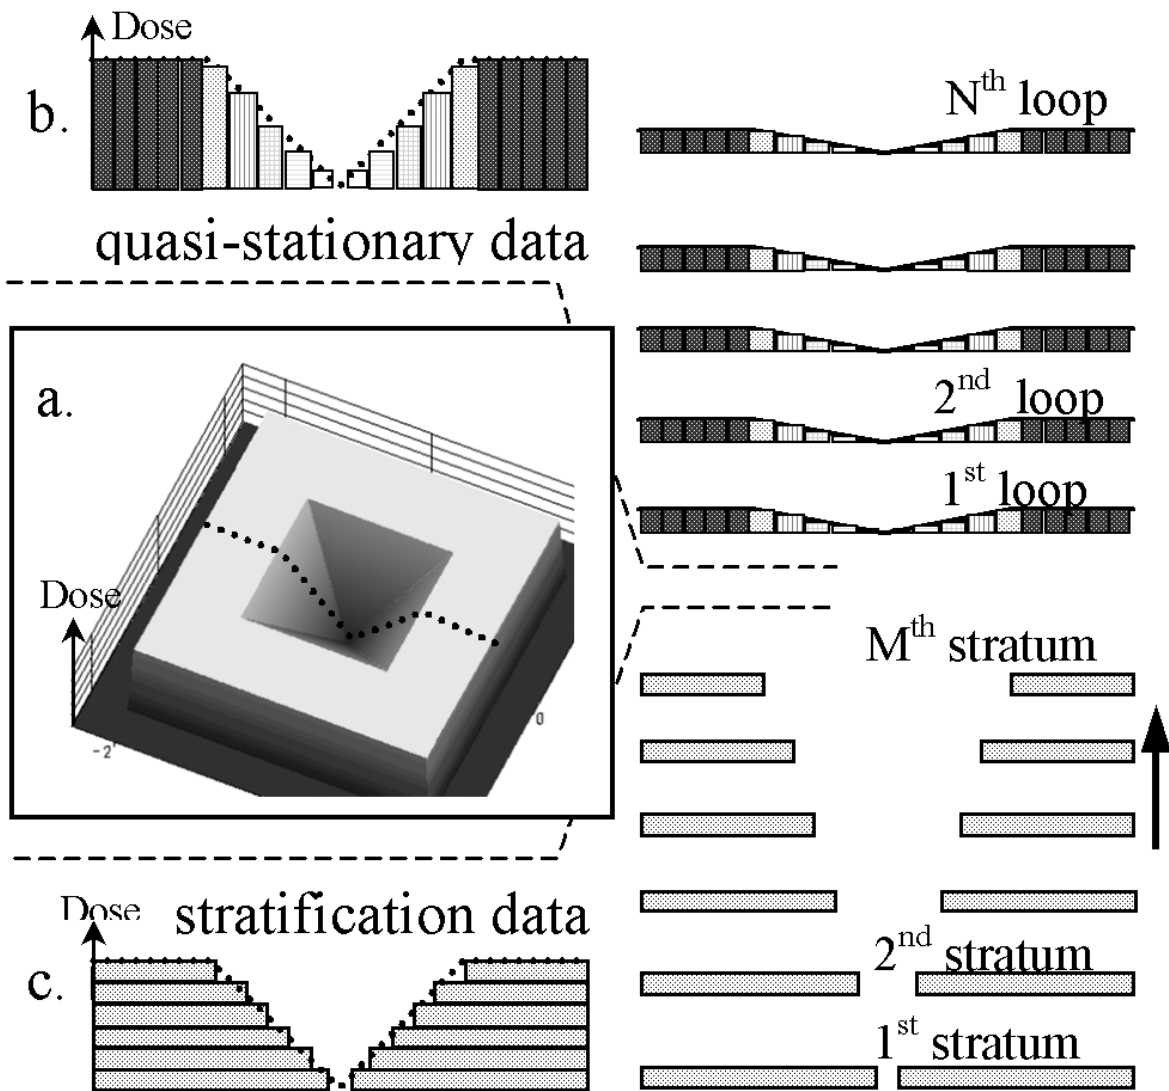 Dose
b.
quasi-stationary data
Nth loop
2nd loop
1st loop
a.
Dose
-2
0
Mth stratum
2nd stratum
1st stratum
Dose
stratification data
c.